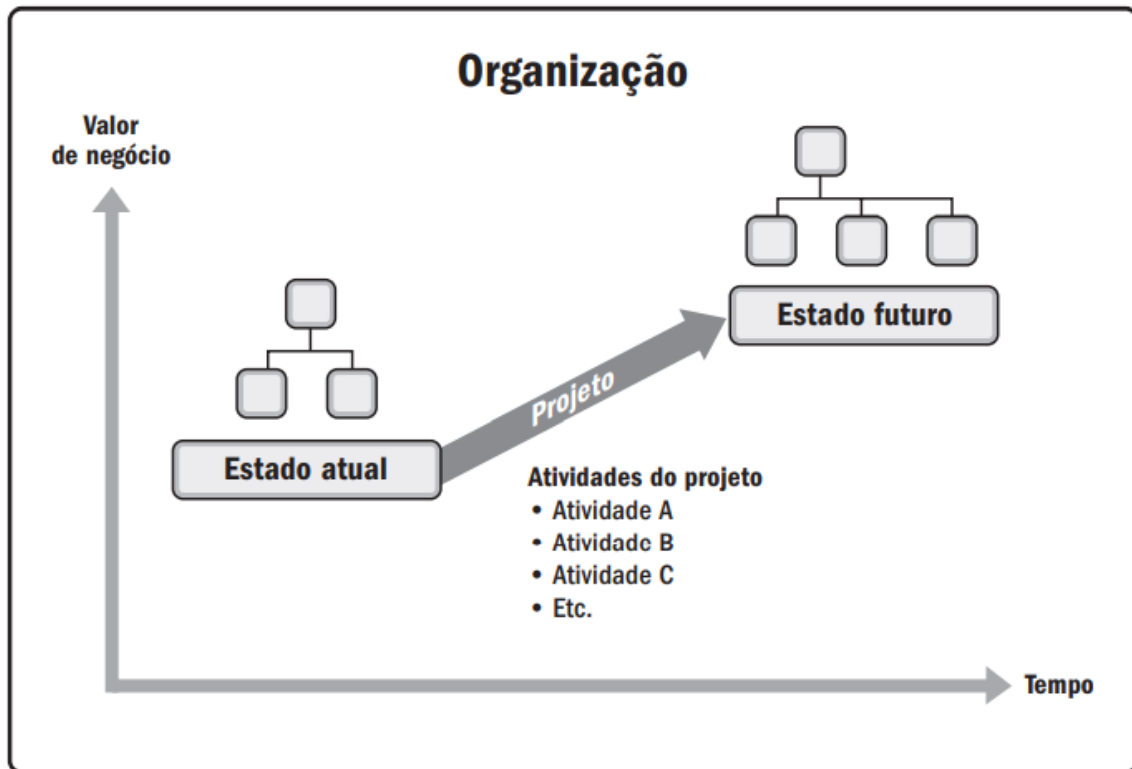 Organização
Valor
de negócio
Estado futuro
Projeto
Estado atual
Atividades do projeto
• Atividade A
• Atividade B
• Atividade C
• Etc.
Tempo